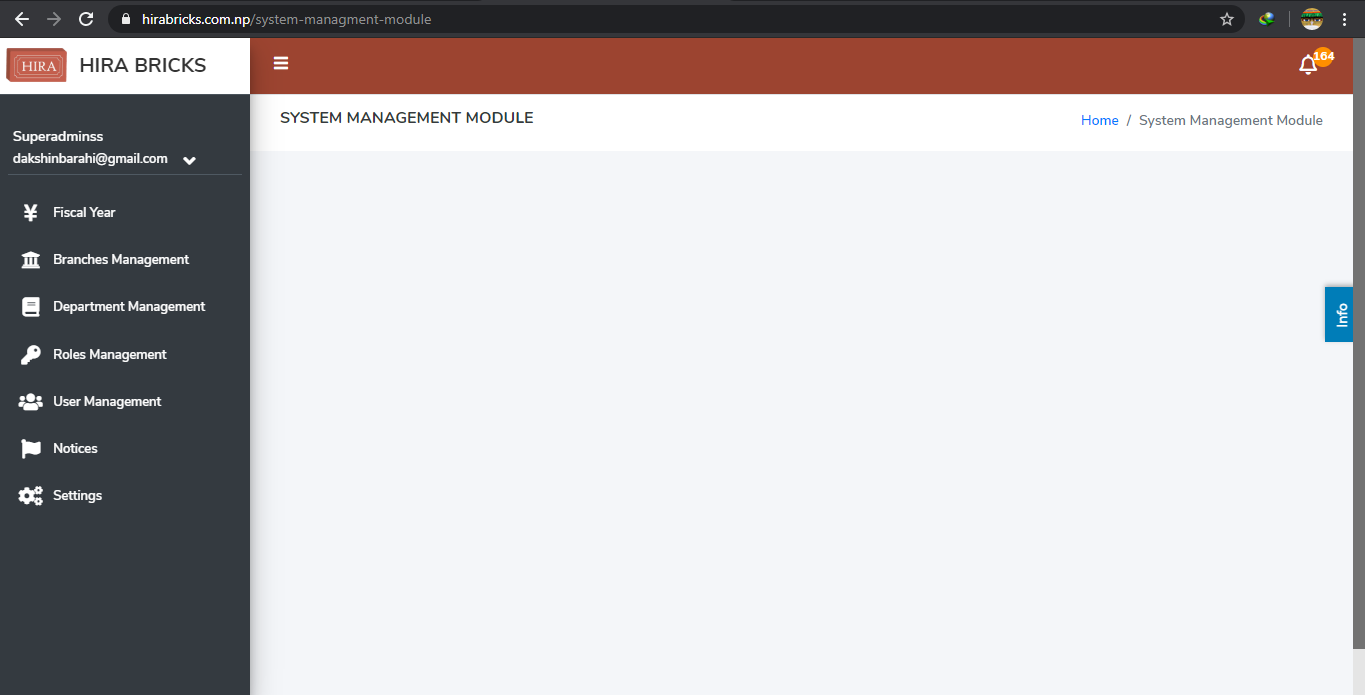 hirabricks.com.np/system-managment-module
HIRA
HIRA BRICKS
164
SYSTEM MANAGEMENT MODULE
Home / System Management Module
Superadminss
dakshinbarahi@gmail.com
Fiscal Year
Branches Management
Department Management
Roles Management
User Management
Notices
Settings
Info